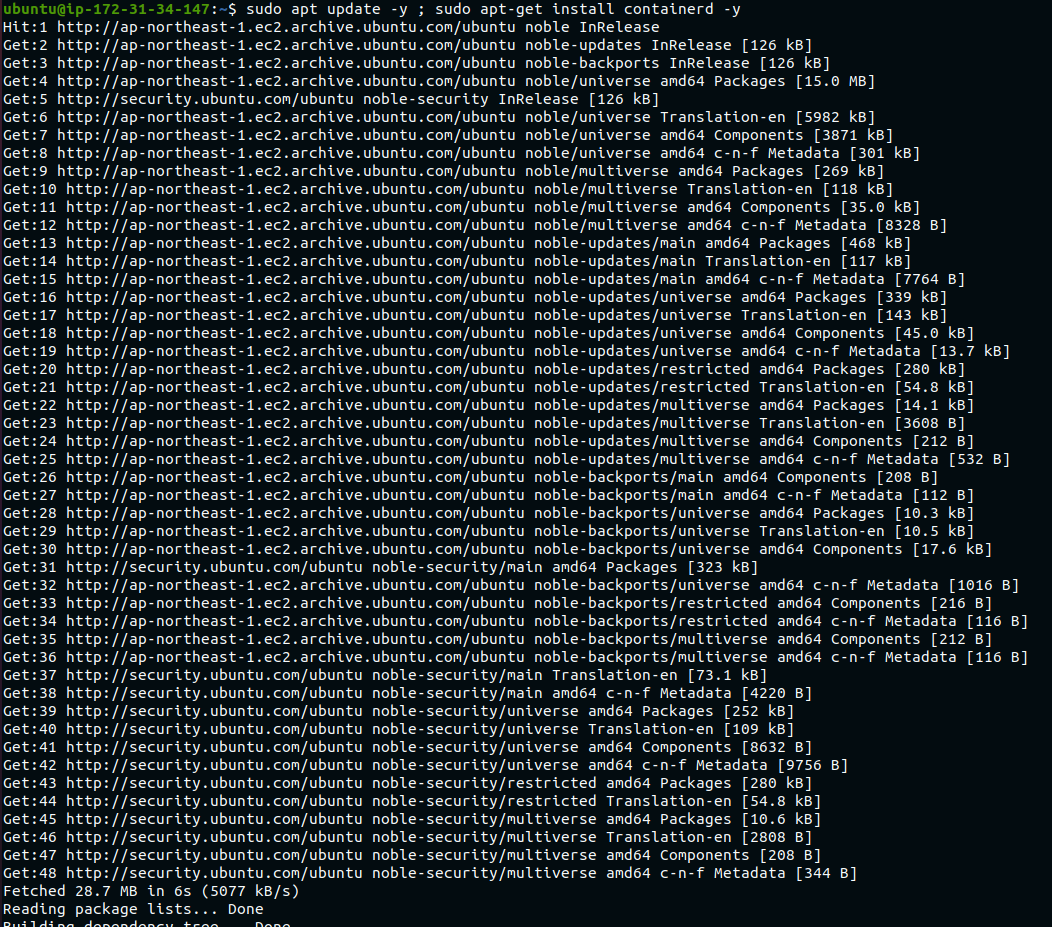 ubuntu@ip-172-31-34-147:~$ sudo apt update -y ; sudo apt-get install containerd -y
Hit:1 http://ap-northeast-1.ec2.archive.ubuntu.com/ubuntu noble InRelease
Get:2 http://ap-northeast-1.ec2.archive.ubuntu.com/ubuntu noble-updates InRelease [126 kB]
Get:3 http://ap-northeast-1.ec2.archive.ubuntu.com/ubuntu noble-backports InRelease [126 kB]
Get:4 http://ap-northeast-1.ec2.archive.ubuntu.com/ubuntu noble/universe amd64 Packages [15.0 MB]
Get:5 http://security.ubuntu.com/ubuntu noble-security InRelease [126 kB]
Get:6 http://ap-northeast-1.ec2.archive.ubuntu.com/ubuntu noble/universe Translation-en [5982 kB]
Get:7 http://ap-northeast-1.ec2.archive.ubuntu.com/ubuntu noble/universe amd64 Components [3871 kB]
Get:8 http://ap-northeast-1.ec2.archive.ubuntu.com/ubuntu noble/universe amd64 c-n-f Metadata [301 kB]
Get:9 http://ap-northeast-1.ec2.archive.ubuntu.com/ubuntu noble/multiverse amd64 Packages [269 kB]
Get:10 http://ap-northeast-1.ec2.archive.ubuntu.com/ubuntu noble/multiverse Translation-en [118 kB]
Get:11 http://ap-northeast-1.ec2.archive.ubuntu.com/ubuntu noble/multiverse amd64 Components [35.0 kB]
Get:12 http://ap-northeast-1.ec2.archive.ubuntu.com/ubuntu noble/multiverse amd64 c-n-f Metadata [8328 B]
Get:13 http://ap-northeast-1.ec2.archive.ubuntu.com/ubuntu noble-updates/main amd64 Packages [468 kB]
Get:14 http://ap-northeast-1.ec2.archive.ubuntu.com/ubuntu noble-updates/main Translation-en [117 kB]
Get:15 http://ap-northeast-1.ec2.archive.ubuntu.com/ubuntu noble-updates/main amd64 c-n-f Metadata [7764 B]
Get:16 http://ap-northeast-1.ec2.archive.ubuntu.com/ubuntu noble-updates/universe amd64 Packages [339 kB]
Get:17 http://ap-northeast-1.ec2.archive.ubuntu.com/ubuntu noble-updates/universe Translation-en [143 kB]
Get:18 http://ap-northeast-1.ec2.archive.ubuntu.com/ubuntu noble-updates/universe amd64 Components [45.0 kB]
Get:19 http://ap-northeast-1.ec2.archive.ubuntu.com/ubuntu noble-updates/universe amd64 c-n-f Metadata [13.7 kB]
Get:20 http://ap-northeast-1.ec2.archive.ubuntu.com/ubuntu noble-updates/restricted amd64 Packages [280 kB]
Get:21 http://ap-northeast-1.ec2.archive.ubuntu.com/ubuntu noble-updates/restricted Translation-en [54.8 kB]
Get:22 http://ap-northeast-1.ec2.archive.ubuntu.com/ubuntu noble-updates/multiverse amd64 Packages [14.1 kB]
Get:23 http://ap-northeast-1.ec2.archive.ubuntu.com/ubuntu noble-updates/multiverse Translation-en [3608 B]
Get:24 http://ap-northeast-1.ec2.archive.ubuntu.com/ubuntu noble-updates/multiverse amd64 Components [212 B]
Get:25 http://ap-northeast-1.ec2.archive.ubuntu.com/ubuntu noble-updates/multiverse amd64 c-n-f Metadata [532 B]
Get:26 http://ap-northeast-1.ec2.archive.ubuntu.com/ubuntu noble-backports/main amd64 Components [208 B]
Get:27 http://ap-northeast-1.ec2.archive.ubuntu.com/ubuntu noble-backports/main amd64 c-n-f Metadata [112 B]
Get:28 http://ap-northeast-1.ec2.archive.ubuntu.com/ubuntu noble-backports/universe amd64 Packages [10.3 kB]
Get:29 http://ap-northeast-1.ec2.archive.ubuntu.com/ubuntu noble-backports/universe Translation-en [10.5 kB]
Get:30 http://ap-northeast-1.ec2.archive.ubuntu.com/ubuntu noble-backports/universe amd64 Components [17.6 kB]
Get:31 http://security.ubuntu.com/ubuntu noble-security/main amd64 Packages [323 kB]
Get:32 http://ap-northeast-1.ec2.archive.ubuntu.com/ubuntu noble-backports/universe amd64 c-n-f Metadata [1016 B]
Get:33 http://ap-northeast-1.ec2.archive.ubuntu.com/ubuntu noble-backports/restricted amd64 Components [216 B]
Get:34 http://ap-northeast-1.ec2.archive.ubuntu.com/ubuntu noble-backports/restricted amd64 c-n-f Metadata [116 B]
Get:35 http://ap-northeast-1.ec2.archive.ubuntu.com/ubuntu noble-backports/multiverse amd64 Components [212 B]
Get:36 http://ap-northeast-1.ec2.archive.ubuntu.com/ubuntu noble-backports/multiverse amd64 c-n-f Metadata [116 B]
Get:37 http://security.ubuntu.com/ubuntu noble-security/main Translation-en [73.1 kB]
Get:38 http://security.ubuntu.com/ubuntu noble-security/main amd64 c-n-f Metadata [4220 B]
Get:39 http://security.ubuntu.com/ubuntu noble-security/universe amd64 Packages [252 kB]
Get:40 http://security.ubuntu.com/ubuntu noble-security/universe Translation-en [109 kB]
Get:41 http://security.ubuntu.com/ubuntu noble-security/universe amd64 Components [8632 B]
Get:42 http://security.ubuntu.com/ubuntu noble-security/universe amd64 c-n-f Metadata [9756 B]
Get:43 http://security.ubuntu.com/ubuntu noble-security/restricted amd64 Packages [280 kB]
Get:44 http://security.ubuntu.com/ubuntu noble-security/restricted Translation-en [54.8 kB]
Get:45 http://security.ubuntu.com/ubuntu noble-security/multiverse amd64 Packages [10.6 kB]
Get:46 http://security.ubuntu.com/ubuntu noble-security/multiverse Translation-en [2808 B]
Get:47 http://security.ubuntu.com/ubuntu noble-security/multiverse amd64 Components [208 B]
Get:48 http://security.ubuntu.com/ubuntu noble-security/multiverse amd64 c-n-f Metadata [344 B]
Fetched 28.7 MB in 6s (5077 kB/s)
Reading package lists... Done
Building dependency tree... Done